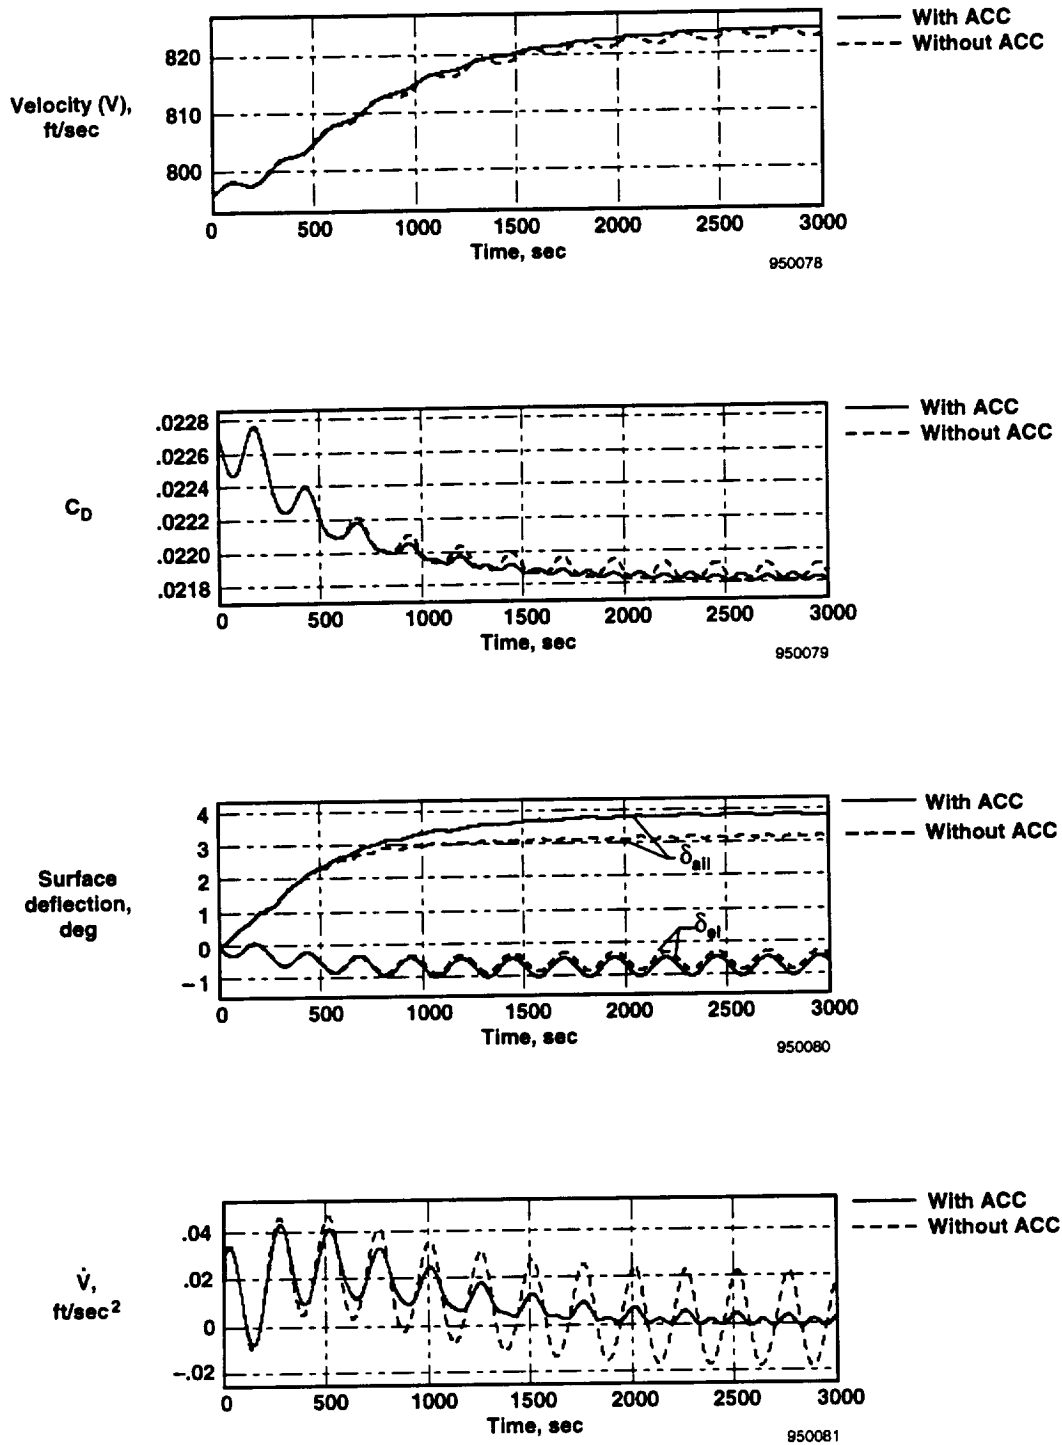 With ACC
Without ACC
820
810
800
Velocity (V),
ft/sec
0 500 1000 1500 2000 2500 3000
Time, sec
950078
With ACC
Without ACC
.0228
.0226
.0224
.0222
.0220
.0218
C_D
0 500 1000 1500 2000 2500 3000
Time, sec
950079
With ACC
Without ACC
4
3
2
1
0
−1
Surface
deflection,
deg
δ_ail
δ_el
0 500 1000 1500 2000 2500 3000
Time, sec
950080
With ACC
Without ACC
.04
.02
0
−.02
V̇,
ft/sec²
0 500 1000 1500 2000 2500 3000
Time, sec
950081